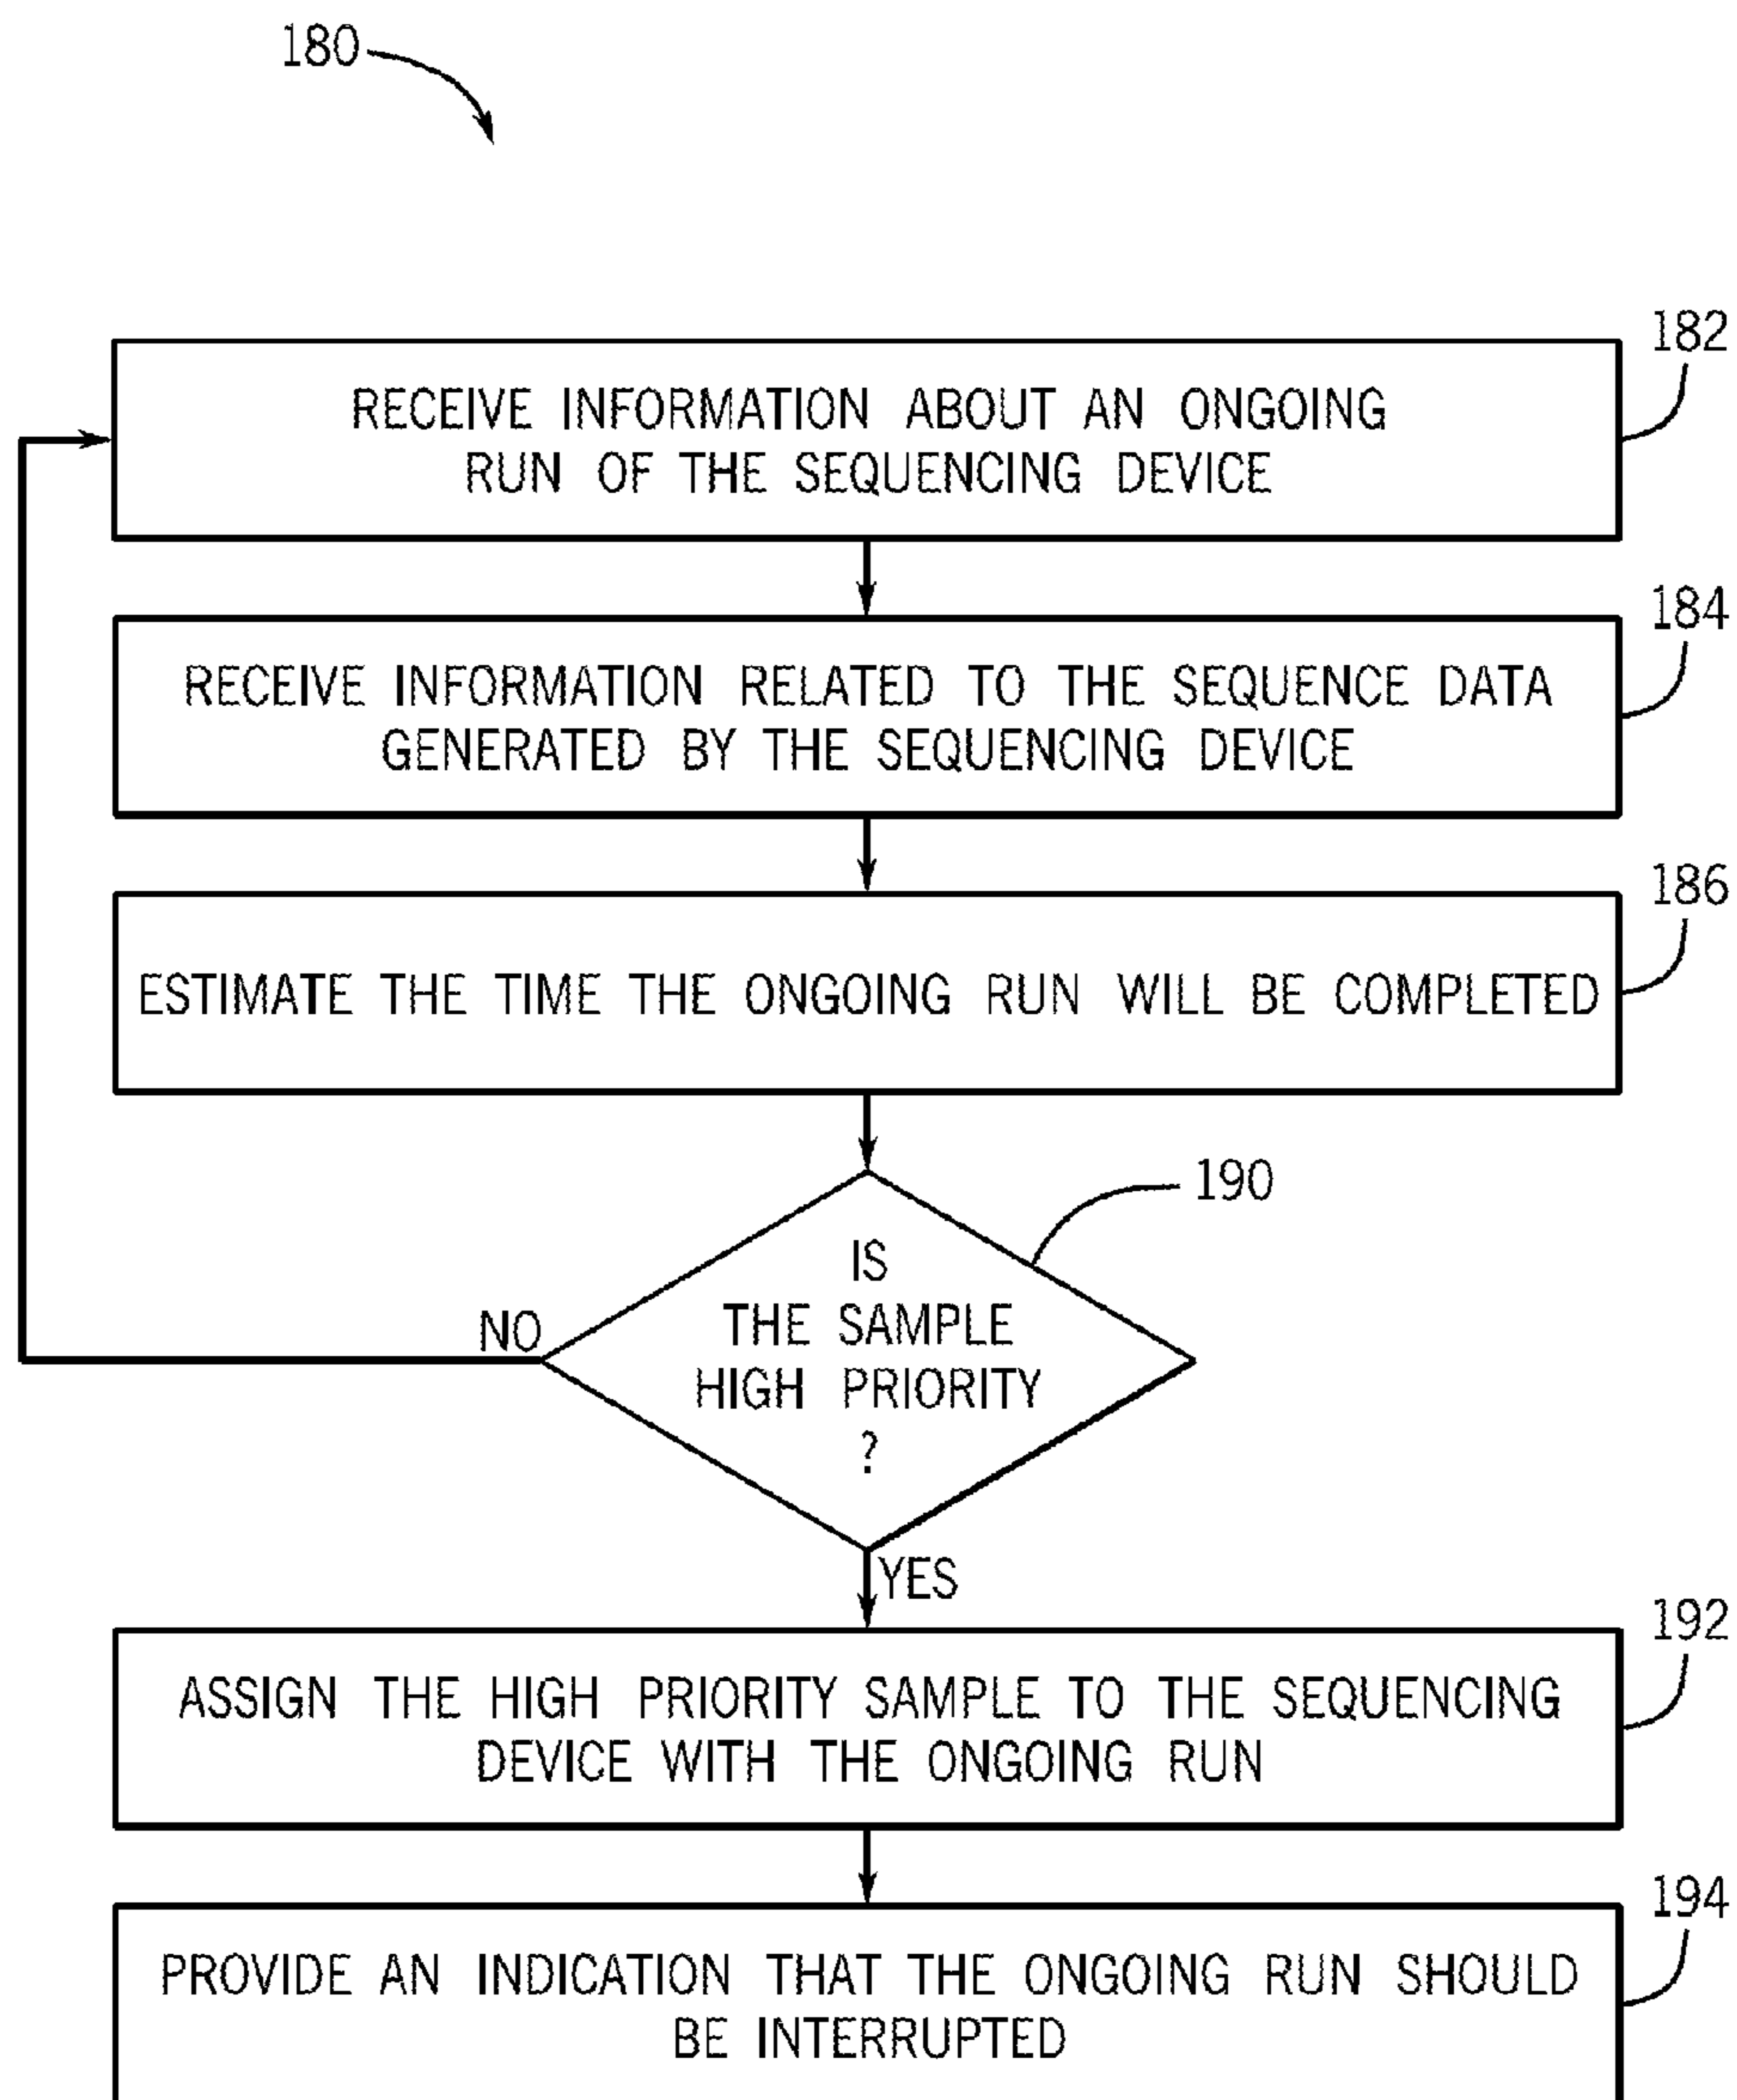 180
182
RECEIVE INFORMATION ABOUT AN ONGOING
RUN OF THE SEQUENCING DEVICE
184
RECEIVE INFORMATION RELATED TO THE SEQUENCE DATA
GENERATED BY THE SEQUENCING DEVICE
186
ESTIMATE THE TIME THE ONGOING RUN WILL BE COMPLETED
190
IS
THE SAMPLE
HIGH PRIORITY
?
NO
YES
192
ASSIGN THE HIGH PRIORITY SAMPLE TO THE SEQUENCING
DEVICE WITH THE ONGOING RUN
194
PROVIDE AN INDICATION THAT THE ONGOING RUN SHOULD
BE INTERRUPTED